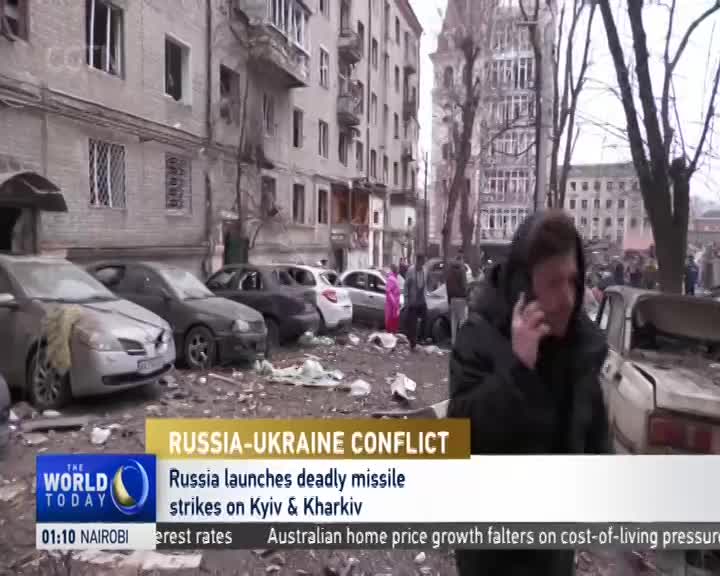 CGTN
RUSSIA-UKRAINE CONFLICT
THE
WORLD
TODAY
Russia launches deadly missile
strikes on Kyiv & Kharkiv
01:10 NAIROBI
erest rates Australian home price growth falters on cost-of-living pressure